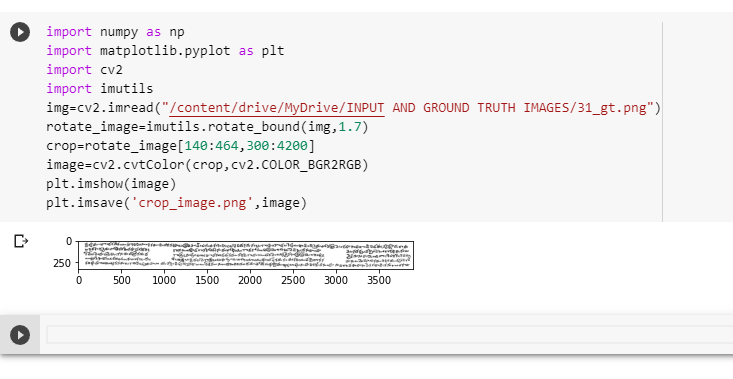 import numpy as np
import matplotlib.pyplot as plt
import cv2
import imutils
img=cv2.imread("/content/drive/MyDrive/INPUT AND GROUND TRUTH IMAGES/31_gt.png")
rotate_image=imutils.rotate_bound(img,1.7)
crop=rotate_image[140:464,300:4200]
image=cv2.cvtColor(crop,cv2.COLOR_BGR2RGB)
plt.imshow(image)
plt.imsave('crop_image.png',image)
0
250
0 500 1000 1500 2000 2500 3000 3500